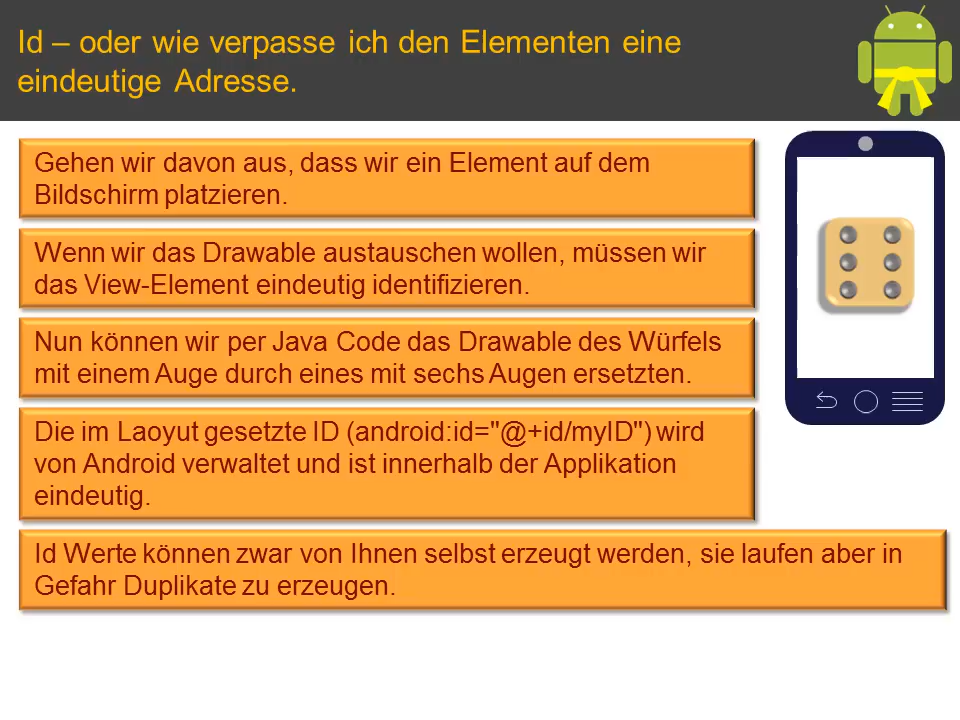 Id – oder wie verpasse ich den Elementen eine
eindeutige Adresse.
Gehen wir davon aus, dass wir ein Element auf dem
Bildschirm platzieren.
Wenn wir das Drawable austauschen wollen, müssen wir
das View-Element eindeutig identifizieren.
Nun können wir per Java Code das Drawable des Würfels
mit einem Auge durch eines mit sechs Augen ersetzten.
Die im Laoyut gesetzte ID (android:id="@+id/myID") wird
von Android verwaltet und ist innerhalb der Applikation
eindeutig.
Id Werte können zwar von Ihnen selbst erzeugt werden, sie laufen aber in
Gefahr Duplikate zu erzeugen.